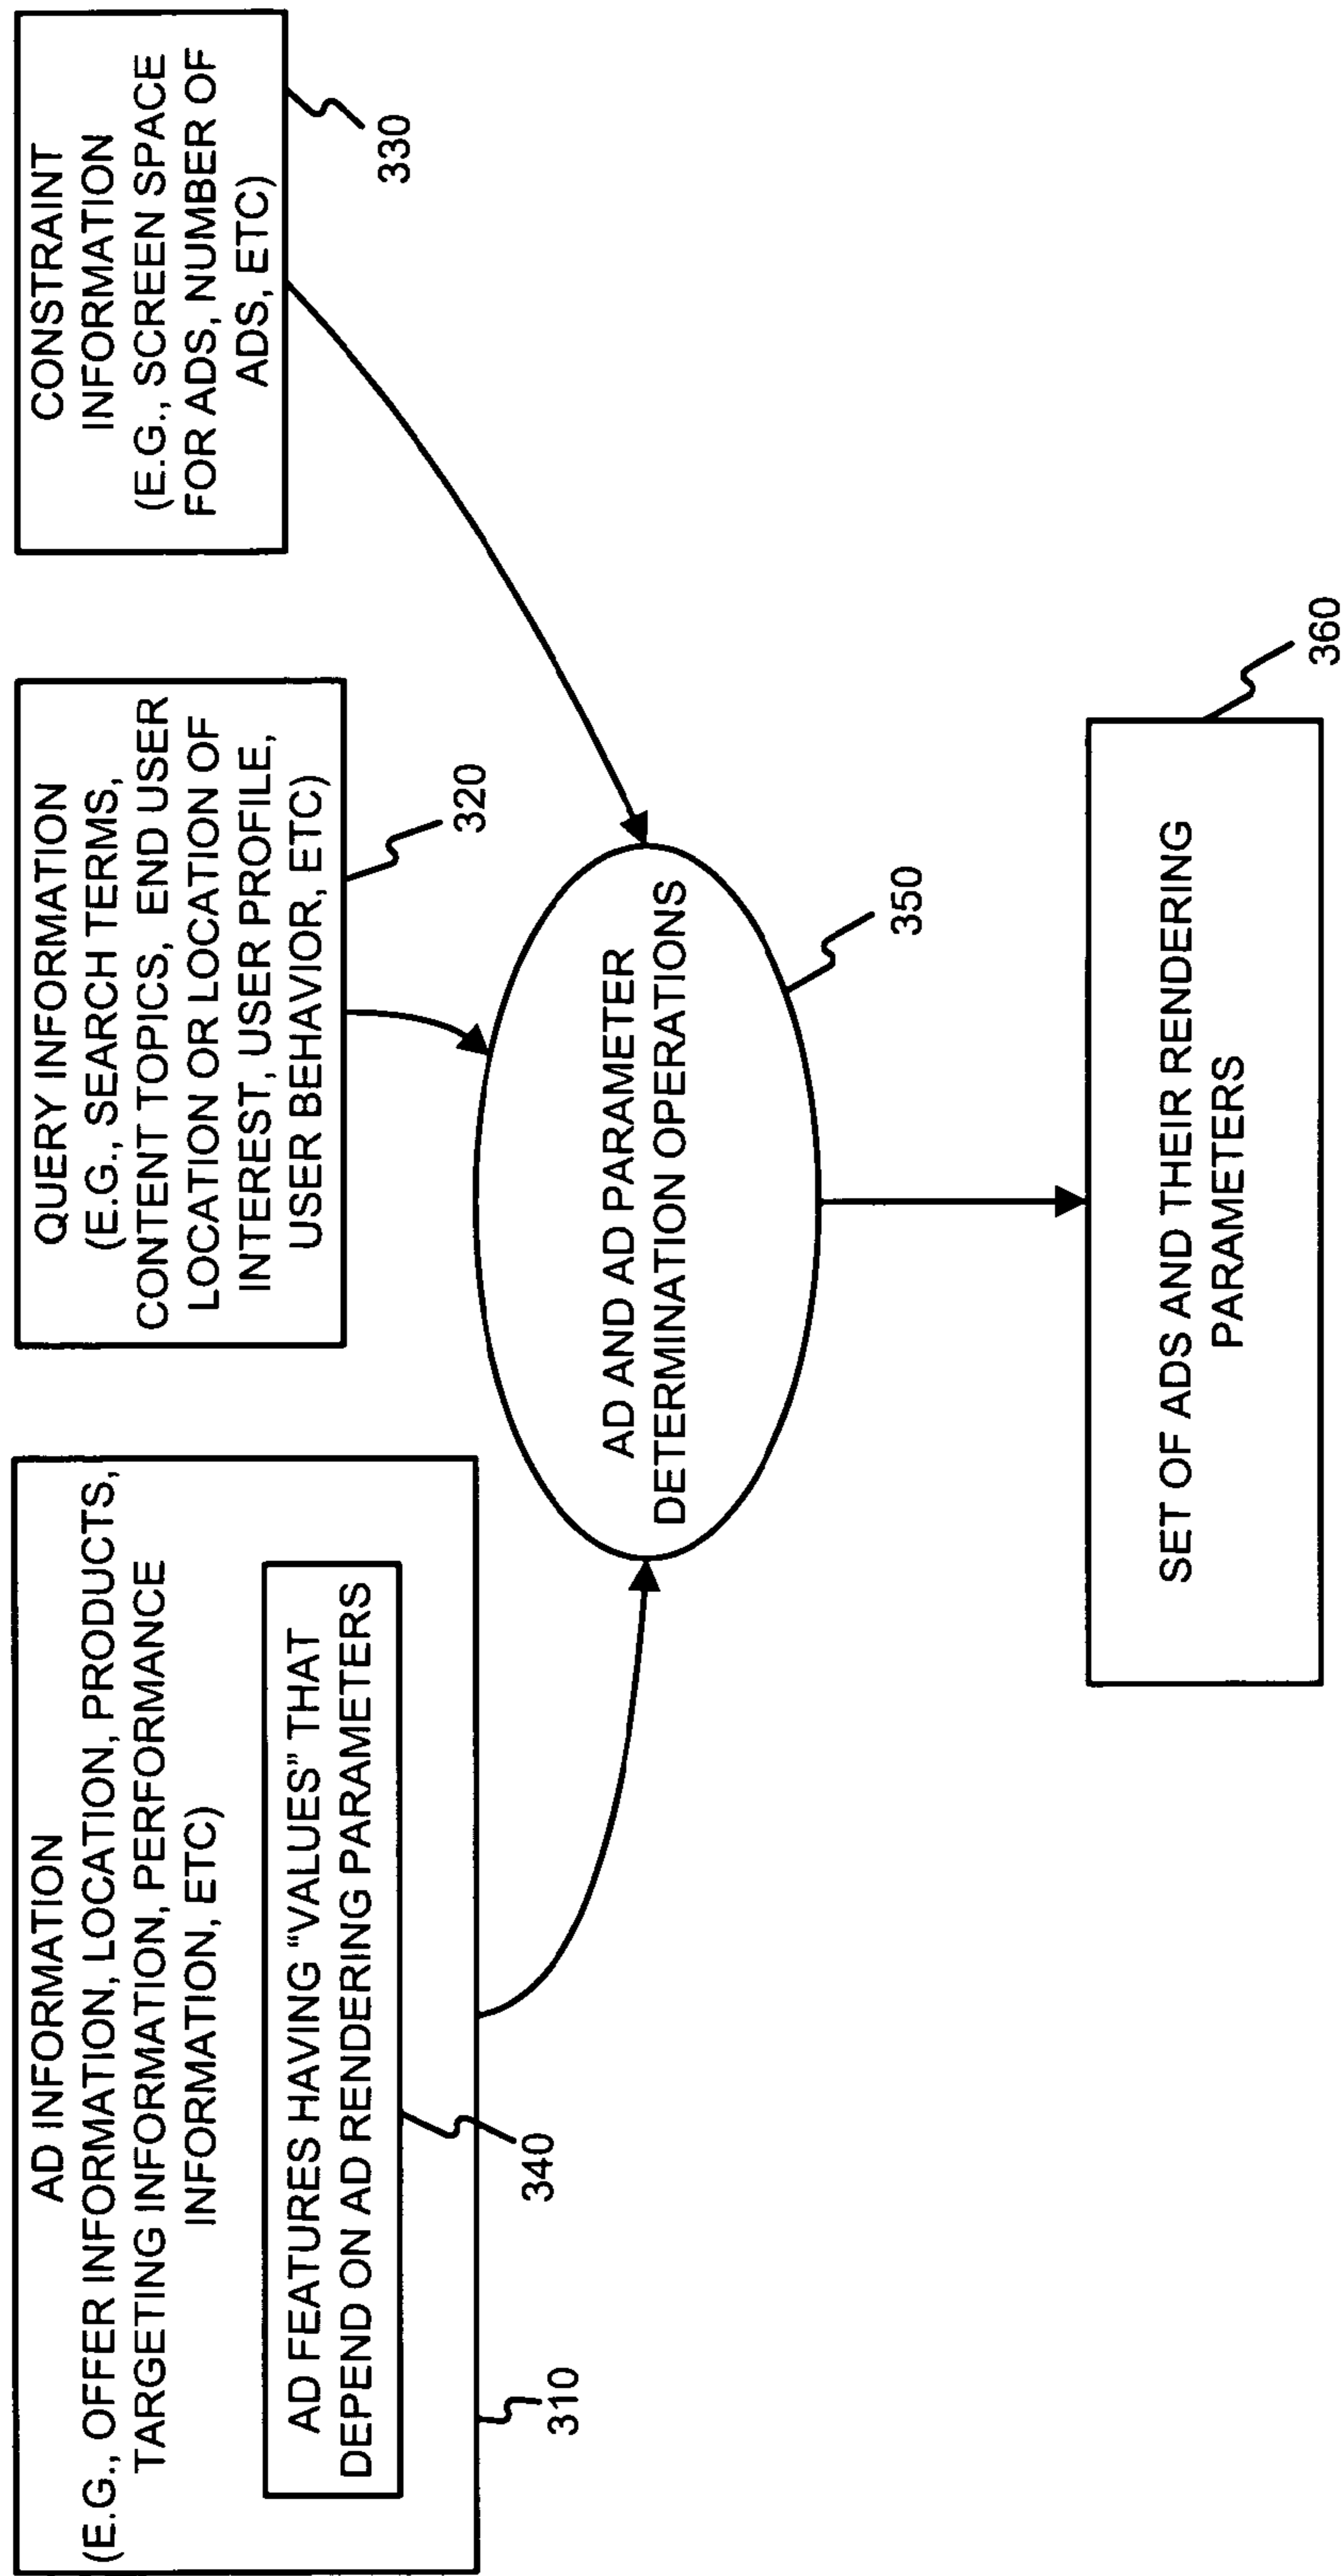 AD INFORMATION
(E.G., OFFER INFORMATION, LOCATION, PRODUCTS,
TARGETING INFORMATION, PERFORMANCE
INFORMATION, ETC)
AD FEATURES HAVING “VALUES” THAT
DEPEND ON AD RENDERING PARAMETERS
340
310
QUERY INFORMATION
(E.G., SEARCH TERMS,
CONTENT TOPICS, END USER
LOCATION OR LOCATION OF
INTEREST, USER PROFILE,
USER BEHAVIOR, ETC)
320
CONSTRAINT
INFORMATION
(E.G., SCREEN SPACE
FOR ADS, NUMBER OF
ADS, ETC)
330
AD AND AD PARAMETER
DETERMINATION OPERATIONS
350
SET OF ADS AND THEIR RENDERING
PARAMETERS
360